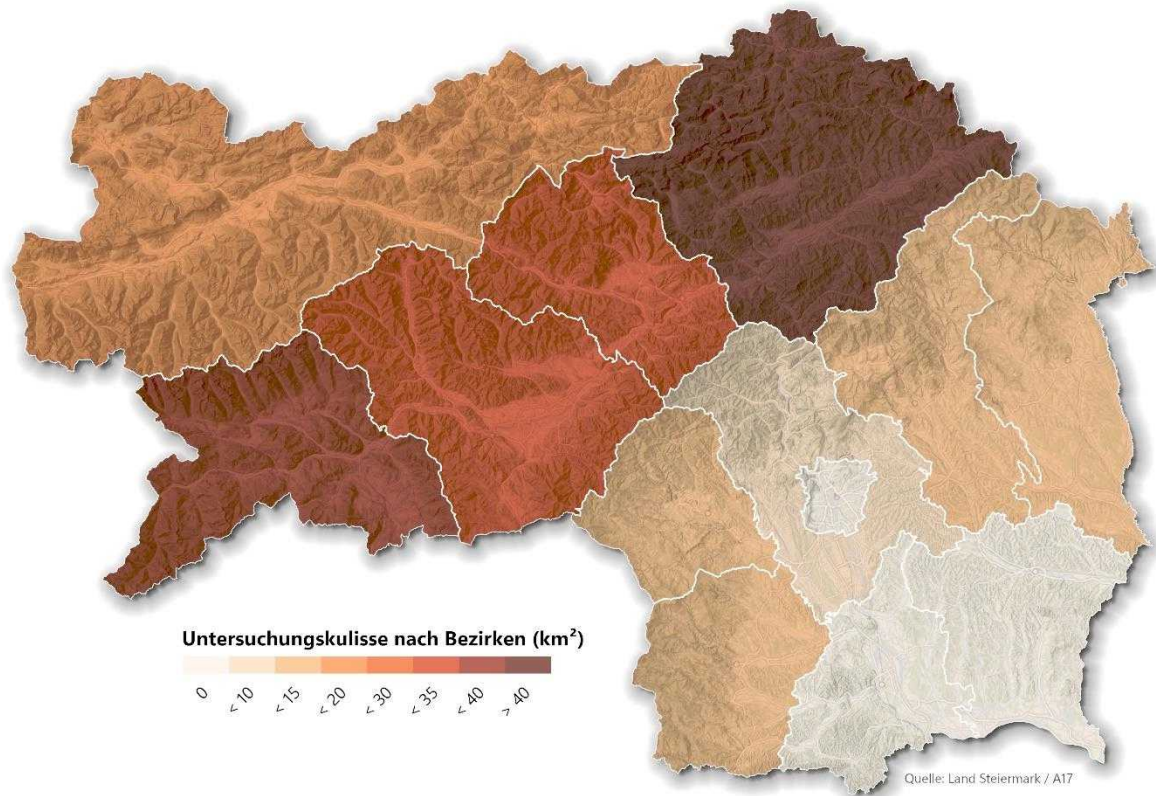 Untersuchungskulisse nach Bezirken (km²)
0 < 10 < 15 < 20 < 30 < 35 < 40 > 40
Quelle: Land Steiermark / A17